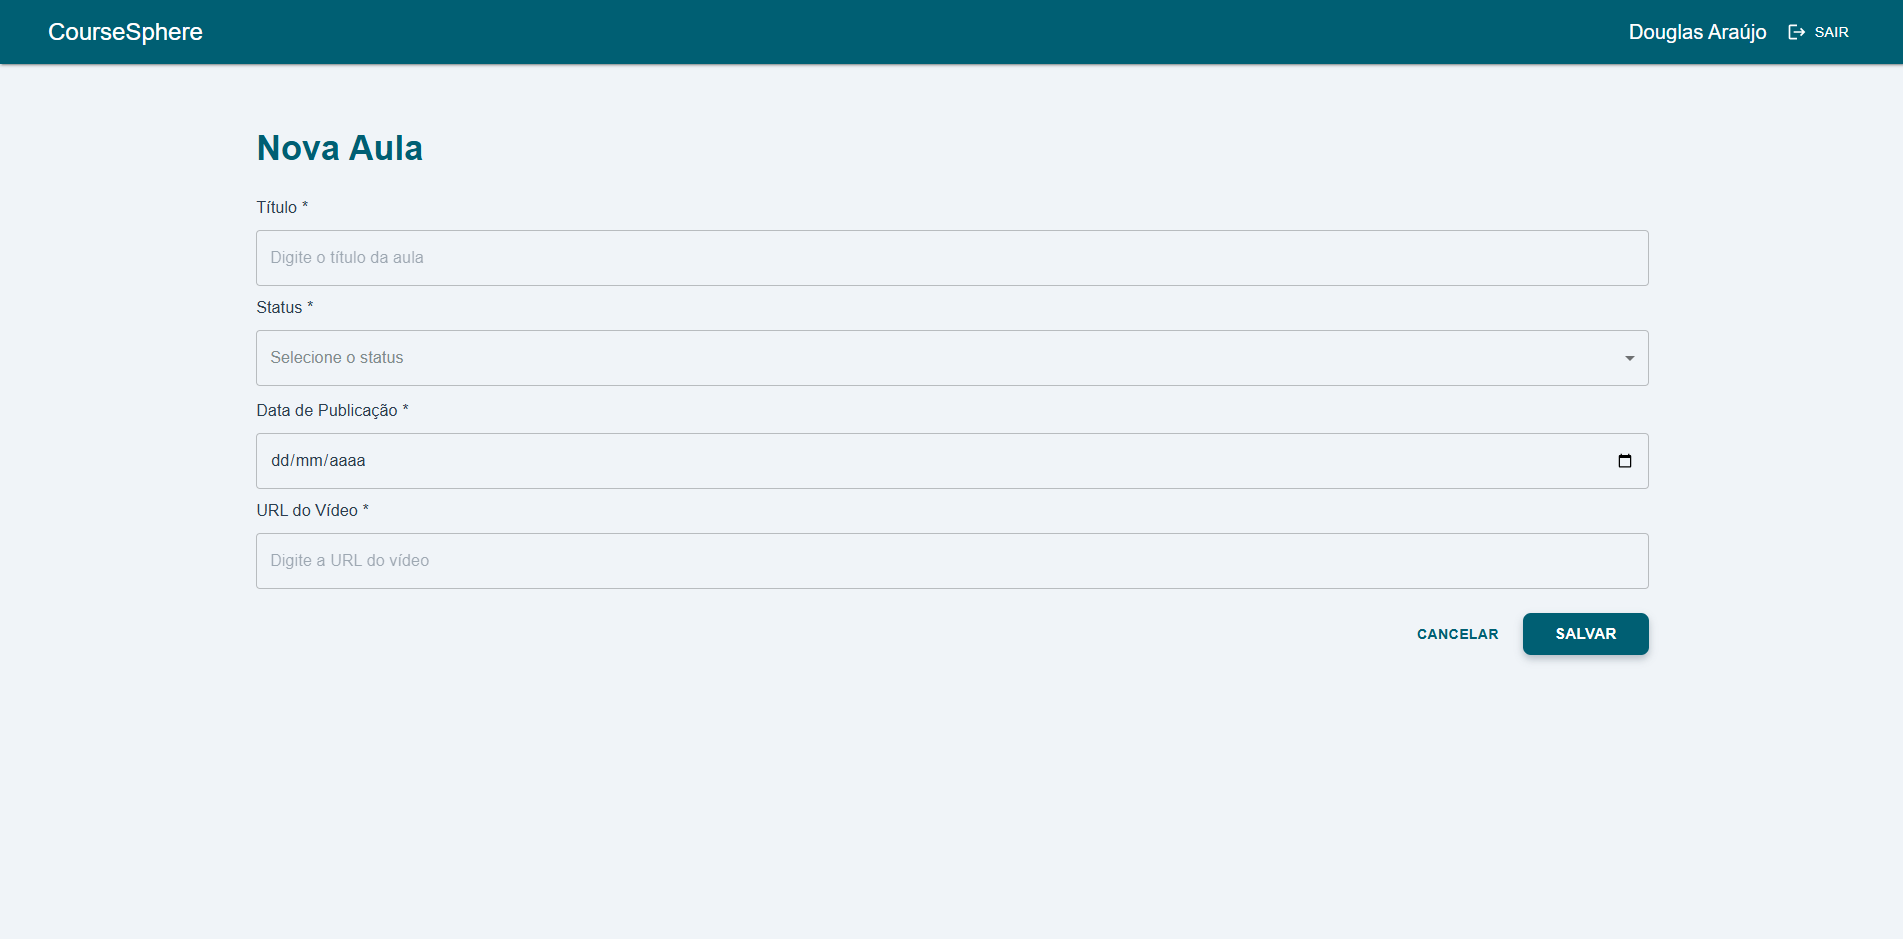 CourseSphere
Douglas Araújo SAIR
Nova Aula
Título *
Digite o título da aula
Status *
Selecione o status
Data de Publicação *
dd/mm/aaaa
URL do Vídeo *
Digite a URL do vídeo
CANCELAR SALVAR